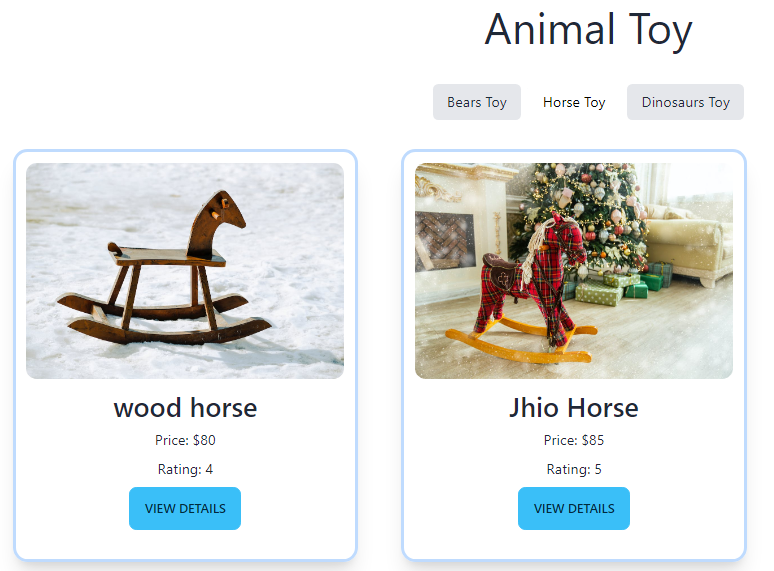 Animal Toy
Bears Toy Horse Toy Dinosaurs Toy
wood horse
Price: $80
Rating: 4
VIEW DETAILS
Jhio Horse
Price: $85
Rating: 5
VIEW DETAILS